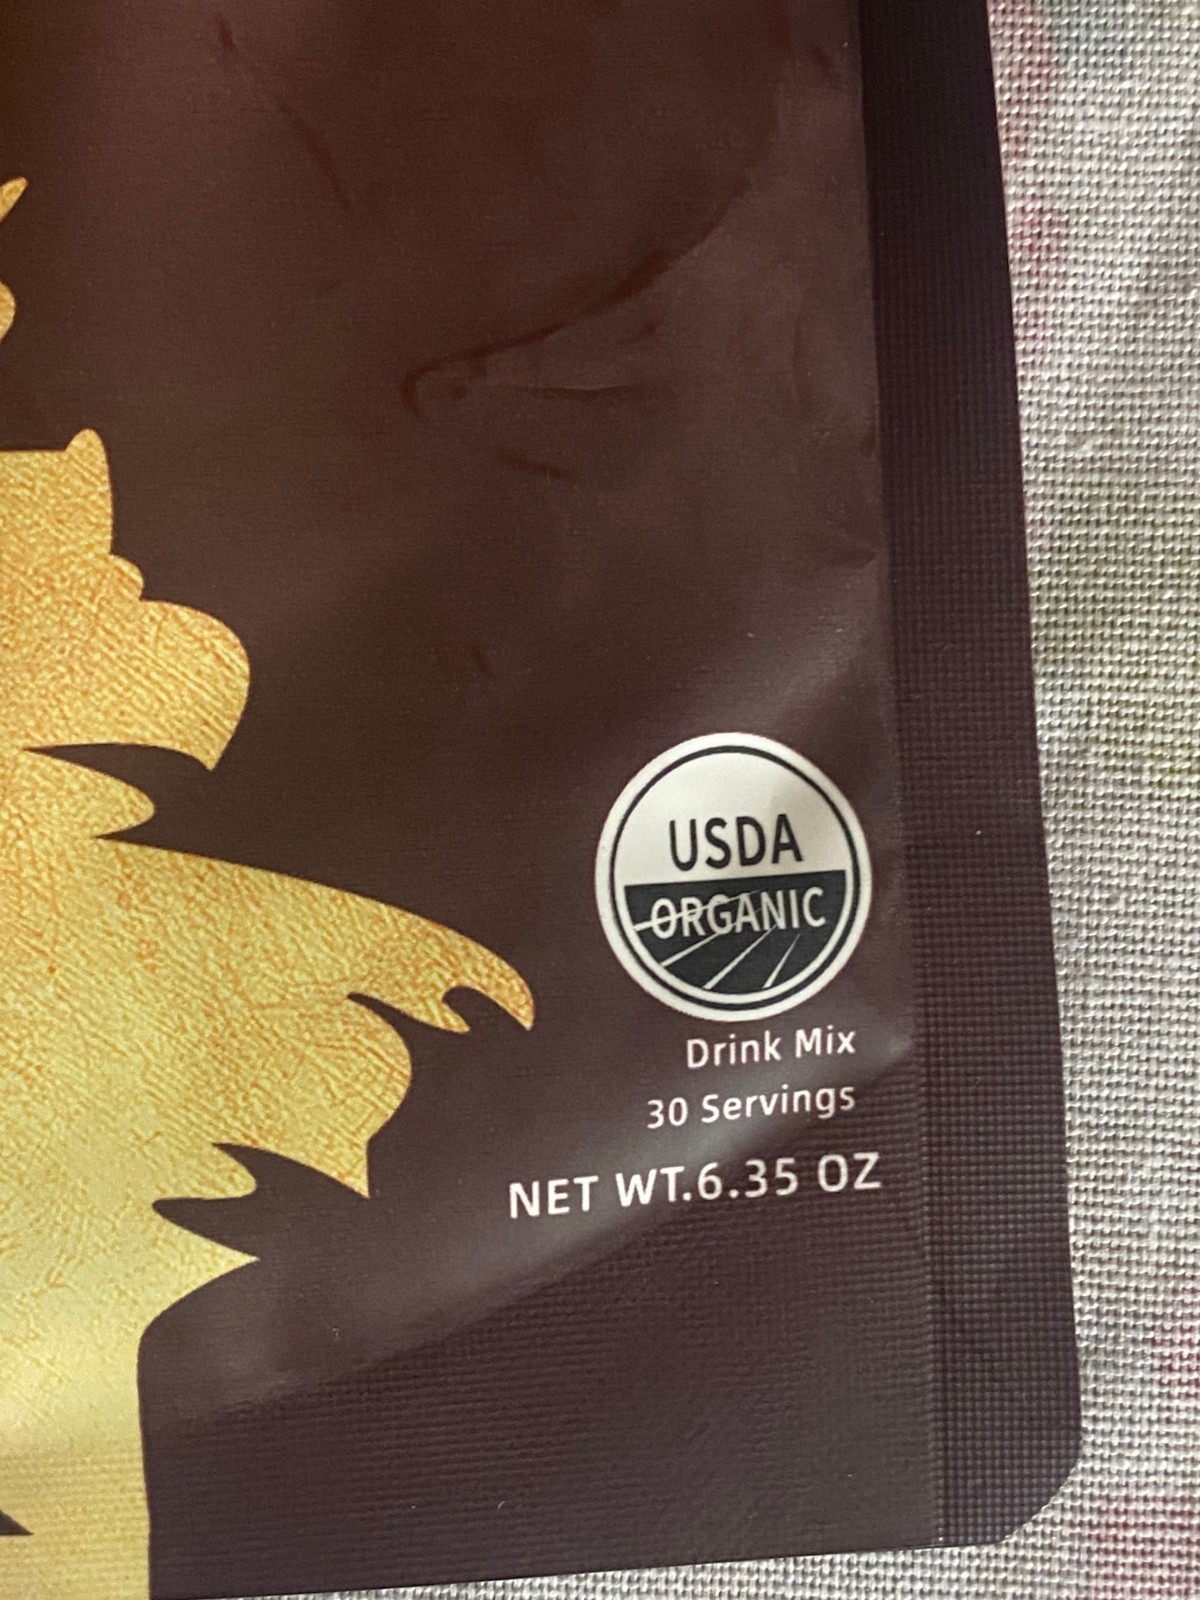 USDA
ORGANIC
Drink Mix
30 Servings
NET WT.6.35 OZ